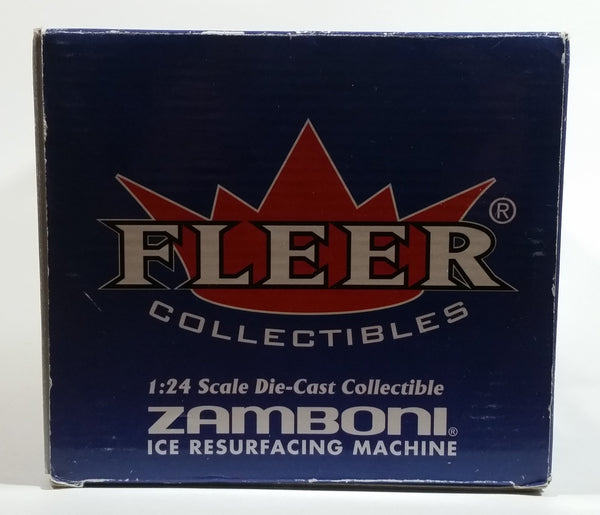 FLEER®
COLLECTIBLES
1:24 Scale Die-Cast Collectible
ZAMBONI®
ICE RESURFACING MACHINE